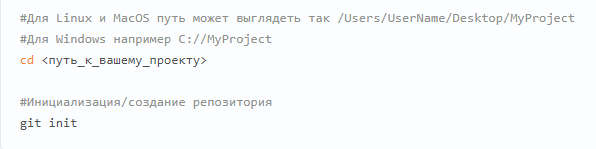 #Для Linux и MacOS путь может выглядеть так /Users/UserName/Desktop/MyProject
#Для Windows например C://MyProject
cd <путь_к_вашему_проекту>
#Инициализация/создание репозитория
git init